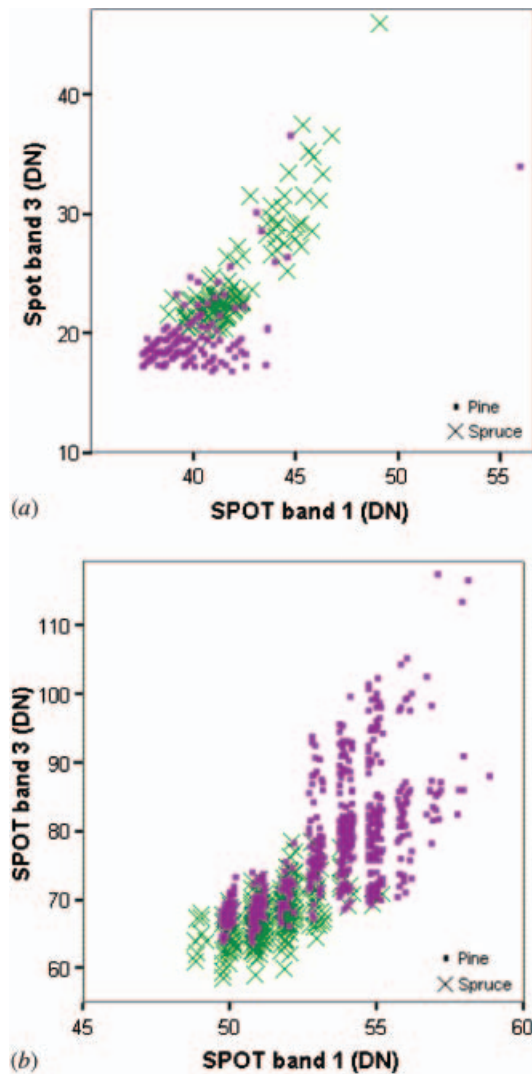 Spot band 3 (DN)
40
30
20
10
Pine
Spruce
40
45
50
55
(a)
SPOT band 1 (DN)
SPOT band 3 (DN)
110
100
90
80
70
60
Pine
Spruce
45
50
55
60
(b)
SPOT band 1 (DN)